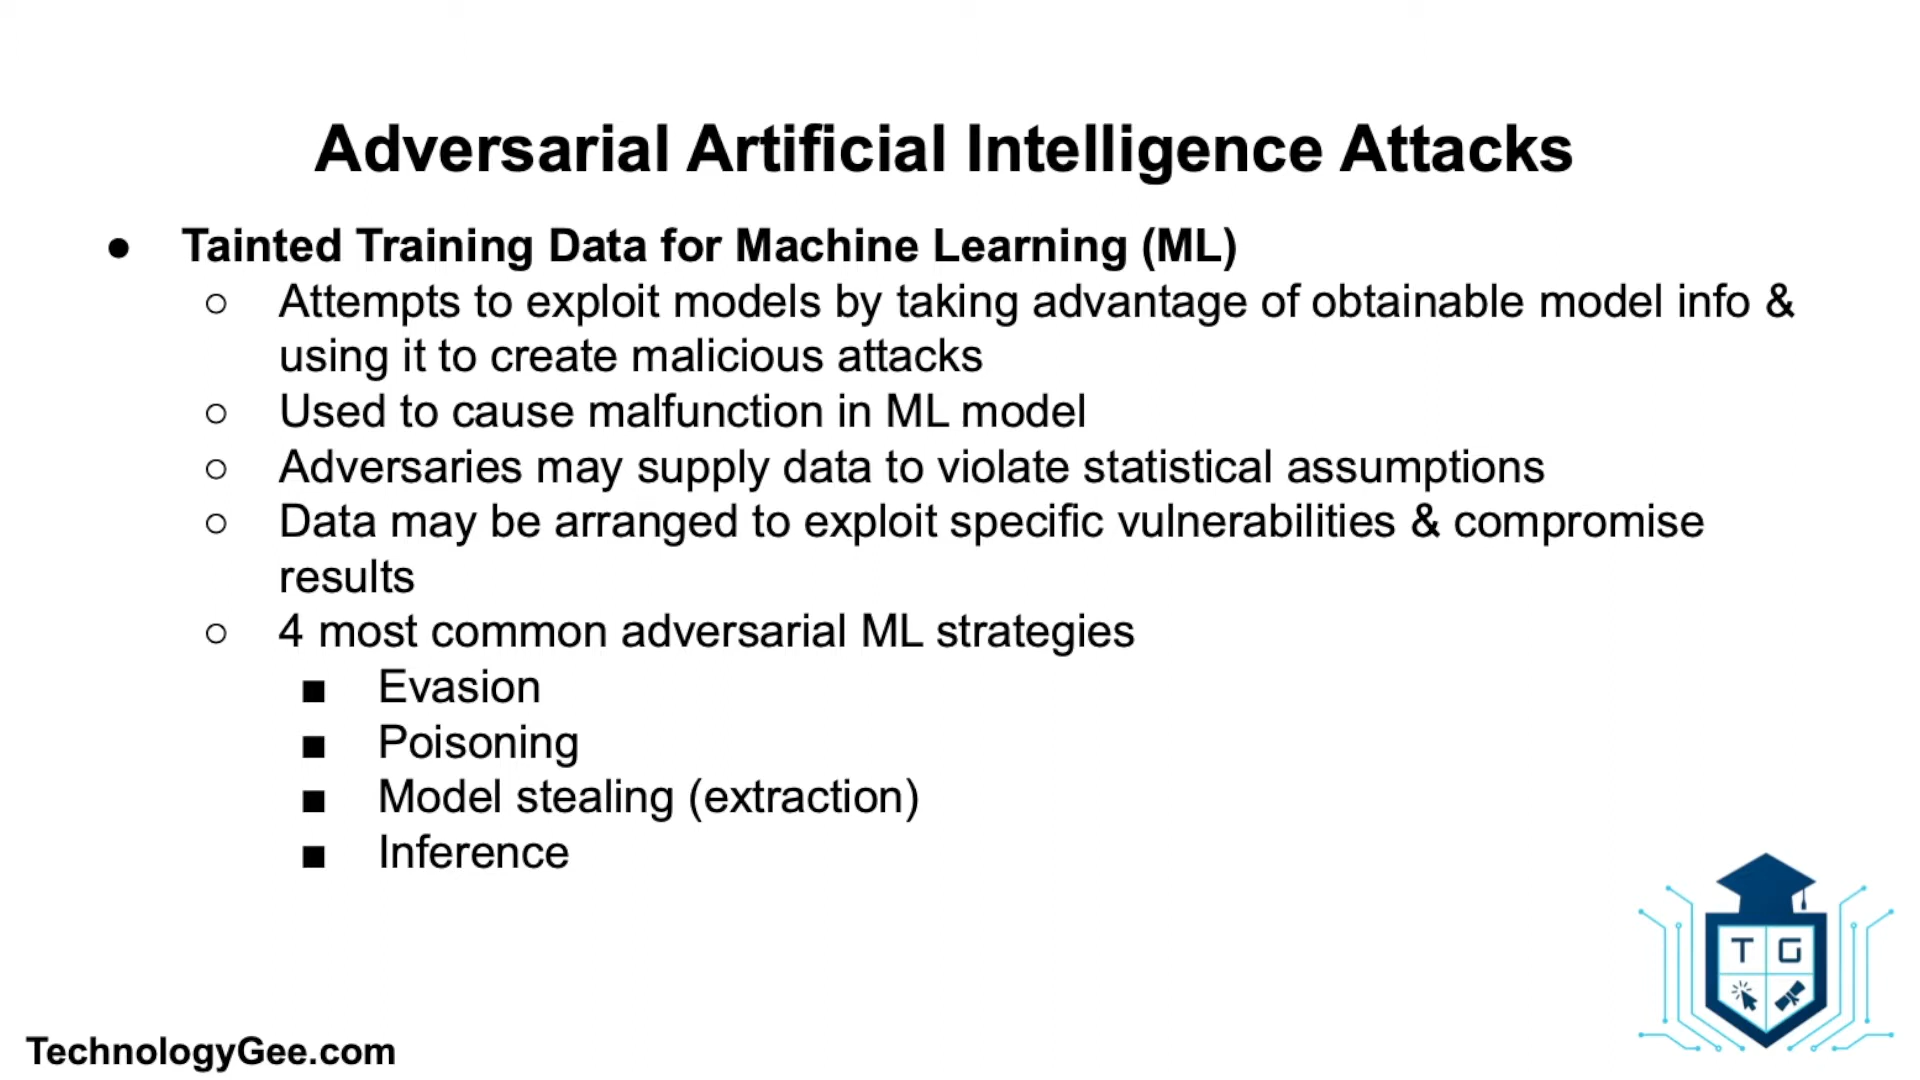 Adversarial Artificial Intelligence Attacks
● Tainted Training Data for Machine Learning (ML)
○ Attempts to exploit models by taking advantage of obtainable model info &
using it to create malicious attacks
○ Used to cause malfunction in ML model
○ Adversaries may supply data to violate statistical assumptions
○ Data may be arranged to exploit specific vulnerabilities & compromise
results
○ 4 most common adversarial ML strategies
■ Evasion
■ Poisoning
■ Model stealing (extraction)
■ Inference
T G
TechnologyGee.com